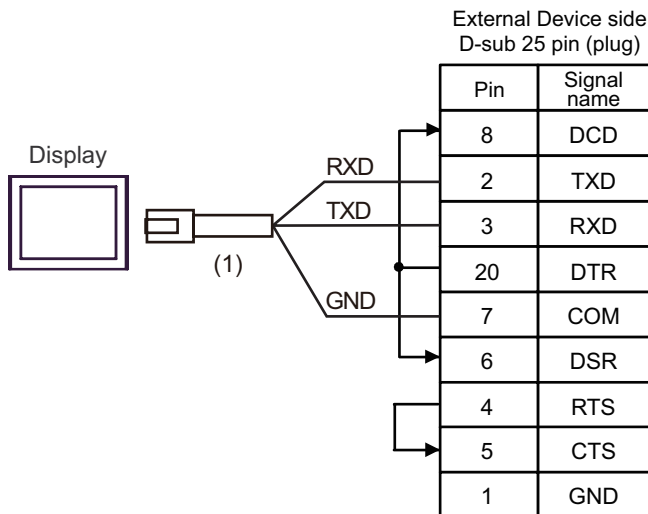 External Device side
D-sub 25 pin (plug)
Pin Signal name
8 DCD
Display
RXD 2 TXD
TXD 3 RXD
(1)
20 DTR
GND 7 COM
6 DSR
4 RTS
5 CTS
1 GND